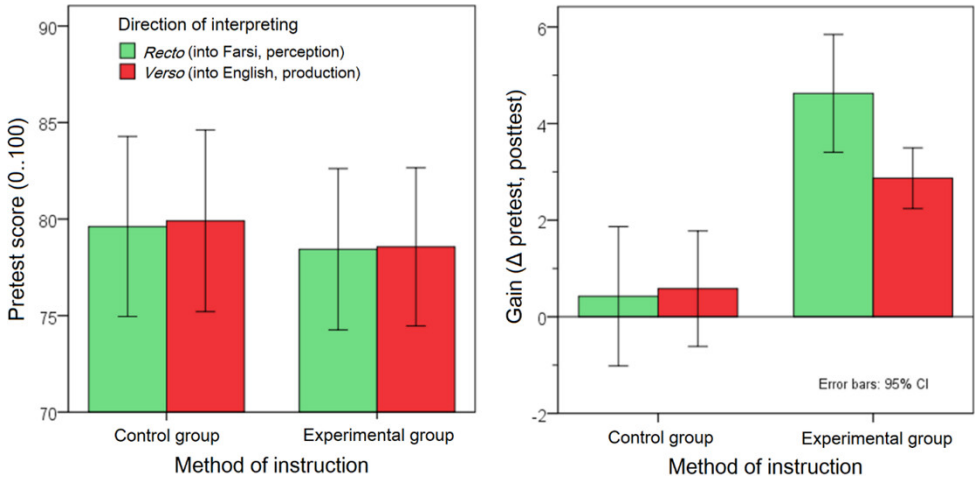 Direction of interpreting
Recto (into Farsi, perception)
Verso (into English, production)
Pretest score (0..100)
90
85
80
75
70
Control group
Experimental group
Method of instruction
Gain (Δ pretest, posttest)
6
4
2
0
-2
Error bars: 95% CI
Control group
Experimental group
Method of instruction